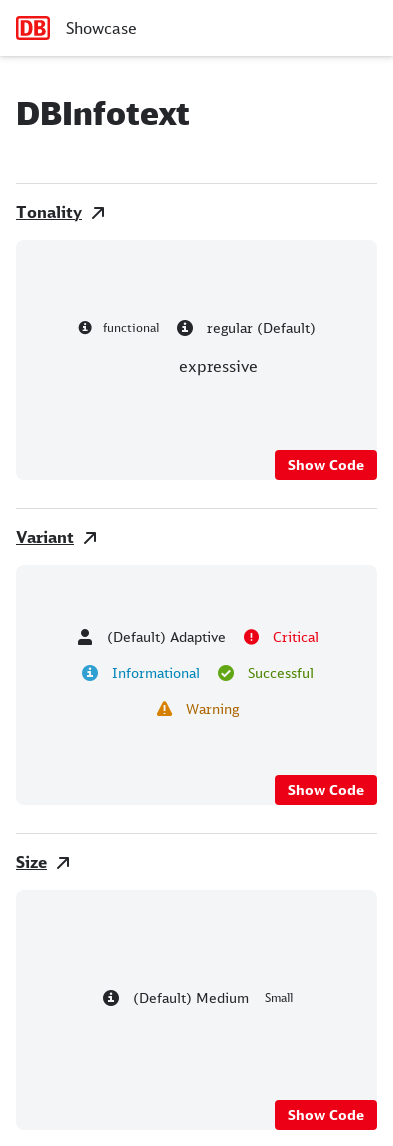 DB Showcase
DBInfotext
Tonality
functional regular (Default)
expressive
Show Code
Variant
(Default) Adaptive Critical
Informational Successful
Warning
Show Code
Size
(Default) Medium Small
Show Code